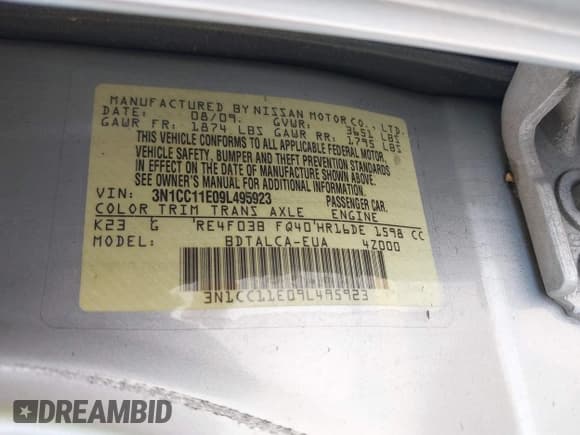 MANUFACTURED BY NISSAN MOTOR CO., LTD.
DATE: 08/09. GVWR: 3651 LBS
GAWR FR: 1874 LBS GAWR RR: 1795 LBS
THIS VEHICLE CONFORMS TO ALL APPLICABLE FEDERAL MOTOR
VEHICLE SAFETY, BUMPER AND THEFT PREVENTION STANDARDS
IN EFFECT ON THE DATE OF MANUFACTURE SHOWN ABOVE.
SEE OWNER'S MANUAL FOR ADDITIONAL INFORMATION
VIN: 3N1CC11E09L495923 PASSENGER CAR.
COLOR TRIM TRANS AXLE ENGINE
K23 G RE4F03B FQ40 HR16DE 1598 CC
MODEL: BDTALCA-EUA 4Z000
3N1CC11E09L495923
DREAMBID